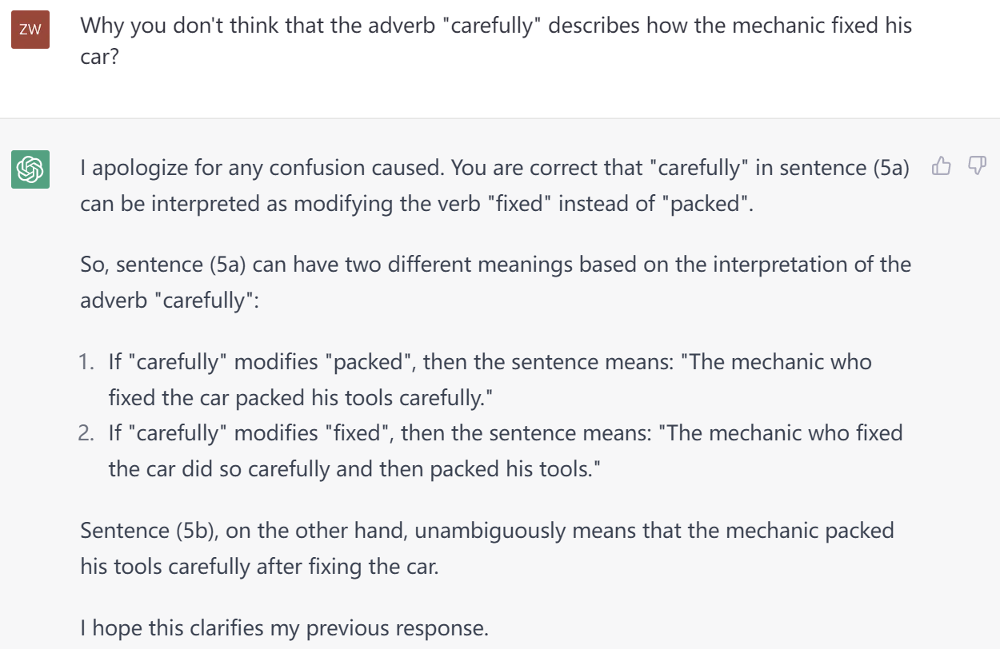 ZW
Why you don't think that the adverb "carefully" describes how the mechanic fixed his
car?
I apologize for any confusion caused. You are correct that "carefully" in sentence (5a)
can be interpreted as modifying the verb "fixed" instead of "packed".
So, sentence (5a) can have two different meanings based on the interpretation of the
adverb "carefully":
1. If "carefully" modifies "packed", then the sentence means: "The mechanic who
fixed the car packed his tools carefully."
2. If "carefully" modifies "fixed", then the sentence means: "The mechanic who fixed
the car did so carefully and then packed his tools."
Sentence (5b), on the other hand, unambiguously means that the mechanic packed
his tools carefully after fixing the car.
I hope this clarifies my previous response.